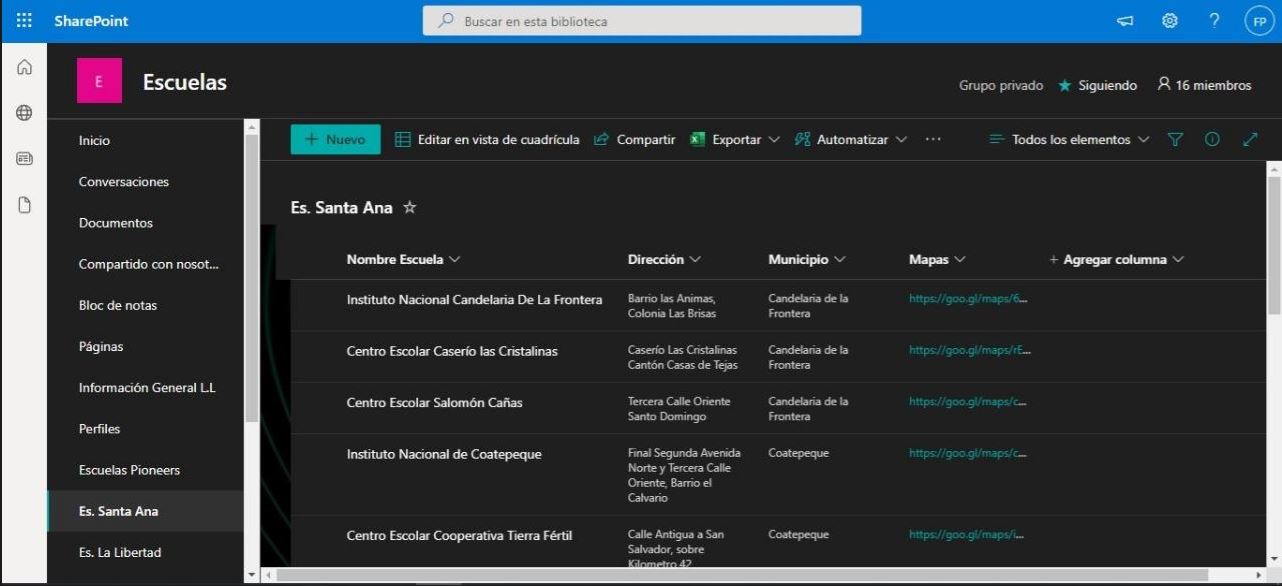 SharePoint
Buscar en esta biblioteca
?
FP
E
Escuelas
Grupo privado
Siguiendo
16 miembros
Inicio
Conversaciones
Documentos
Compartido con nosot...
Bloc de notas
Páginas
Información General L.L
Perfiles
Escuelas Pioneers
Es. Santa Ana
Es. La Libertad
+ Nuevo
Editar en vista de cuadrícula
Compartir
Exportar
Automatizar
...
Todos los elementos
Es. Santa Ana
Nombre Escuela
Dirección
Municipio
Mapas
+ Agregar columna
Instituto Nacional Candelaria De La Frontera
Barrio las Animas,
Colonia Las Brisas
Candelaria de la
Frontera
https://goo.gl/maps/6...
Centro Escolar Caserío las Cristalinas
Caserío Las Cristalinas
Cantón Casas de Tejas
Candelaria de la
Frontera
https://goo.gl/maps/rE...
Centro Escolar Salomón Cañas
Tercera Calle Oriente
Santo Domingo
Candelaria de la
Frontera
https://goo.gl/maps/c...
Instituto Nacional de Coatepeque
Final Segunda Avenida
Norte y Tercera Calle
Oriente, Barrio el
Calvario
Coatepeque
https://goo.gl/maps/c...
Centro Escolar Cooperativa Tierra Fértil
Calle Antigua a San
Salvador, sobre
Kilometro 42
Coatepeque
https://goo.gl/maps/i...